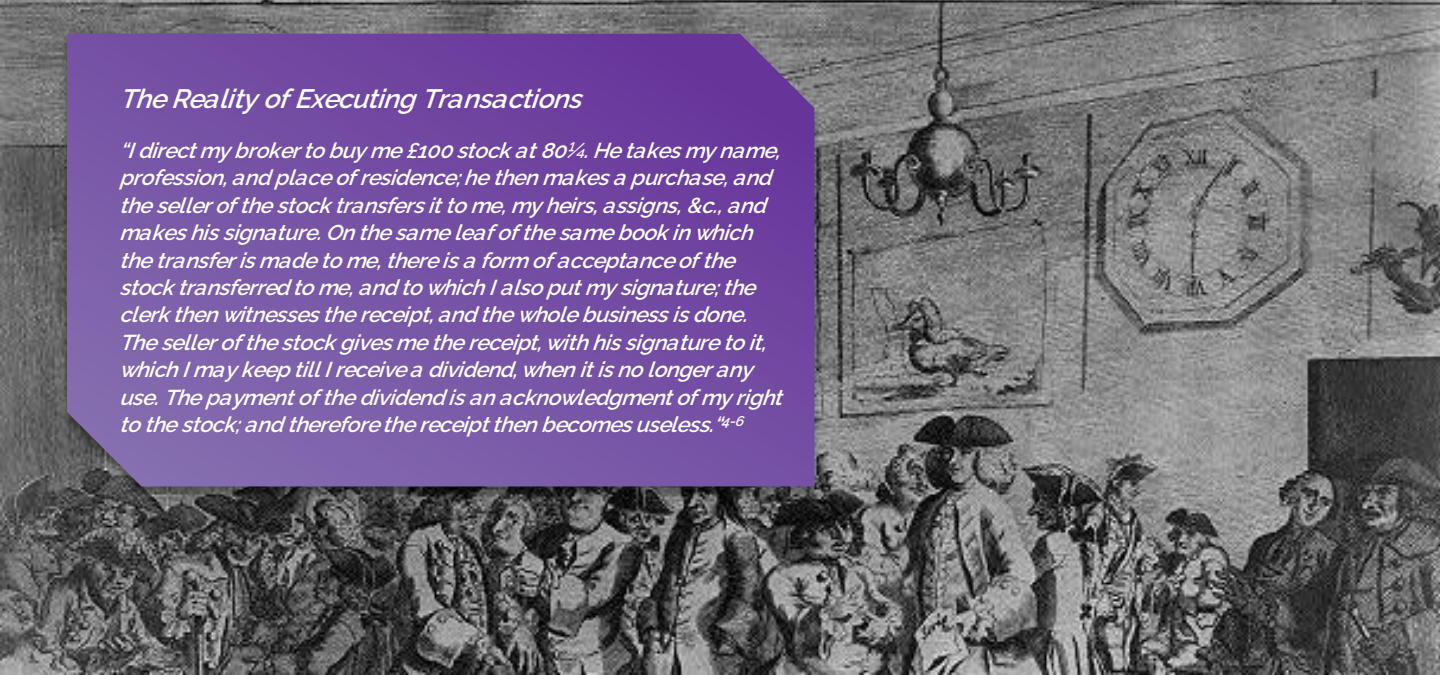 The Reality of Executing Transactions
“I direct my broker to buy me £100 stock at 80¼. He takes my name,
profession, and place of residence; he then makes a purchase, and
the seller of the stock transfers it to me, my heirs, assigns, &c., and
makes his signature. On the same leaf of the same book in which
the transfer is made to me, there is a form of acceptance of the
stock transferred to me, and to which I also put my signature; the
clerk then witnesses the receipt, and the whole business is done.
The seller of the stock gives me the receipt, with his signature to it,
which I may keep till I receive a dividend, when it is no longer any
use. The payment of the dividend is an acknowledgment of my right
to the stock; and therefore the receipt then becomes useless.“4-6